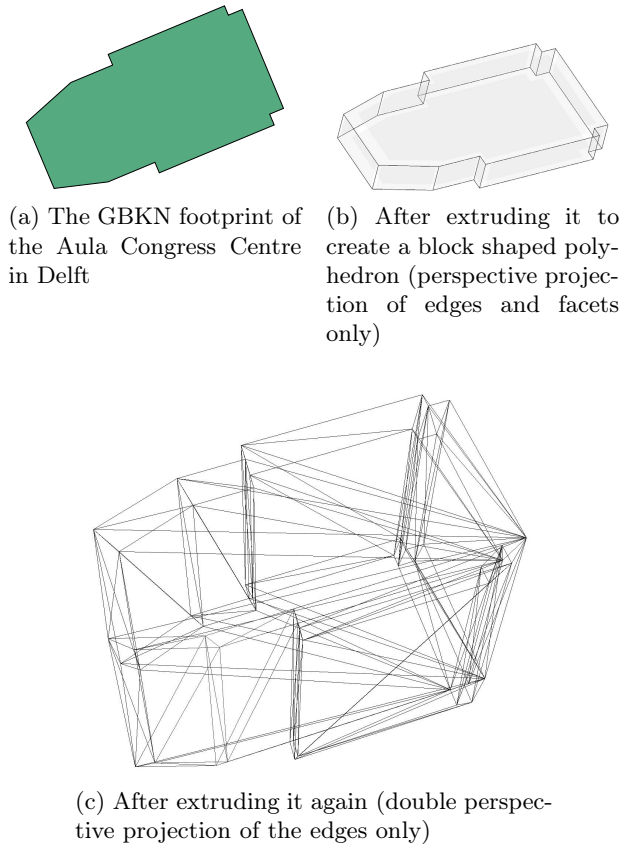 (a) The GBKN footprint of
the Aula Congress Centre
in Delft
(b) After extruding it to
create a block shaped poly-
hedron (perspective projec-
tion of edges and facets
only)
(c) After extruding it again (double perspec-
tive projection of the edges only)